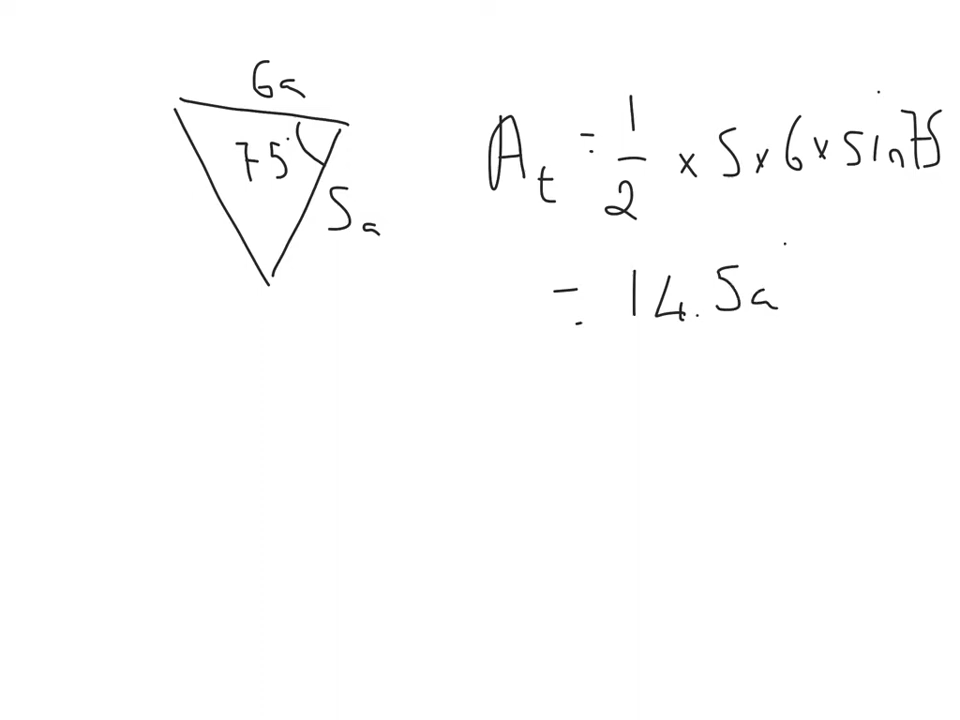 6a
75°
5a
At = 1/2 × 5 × 6 × sin75
= 14.5a